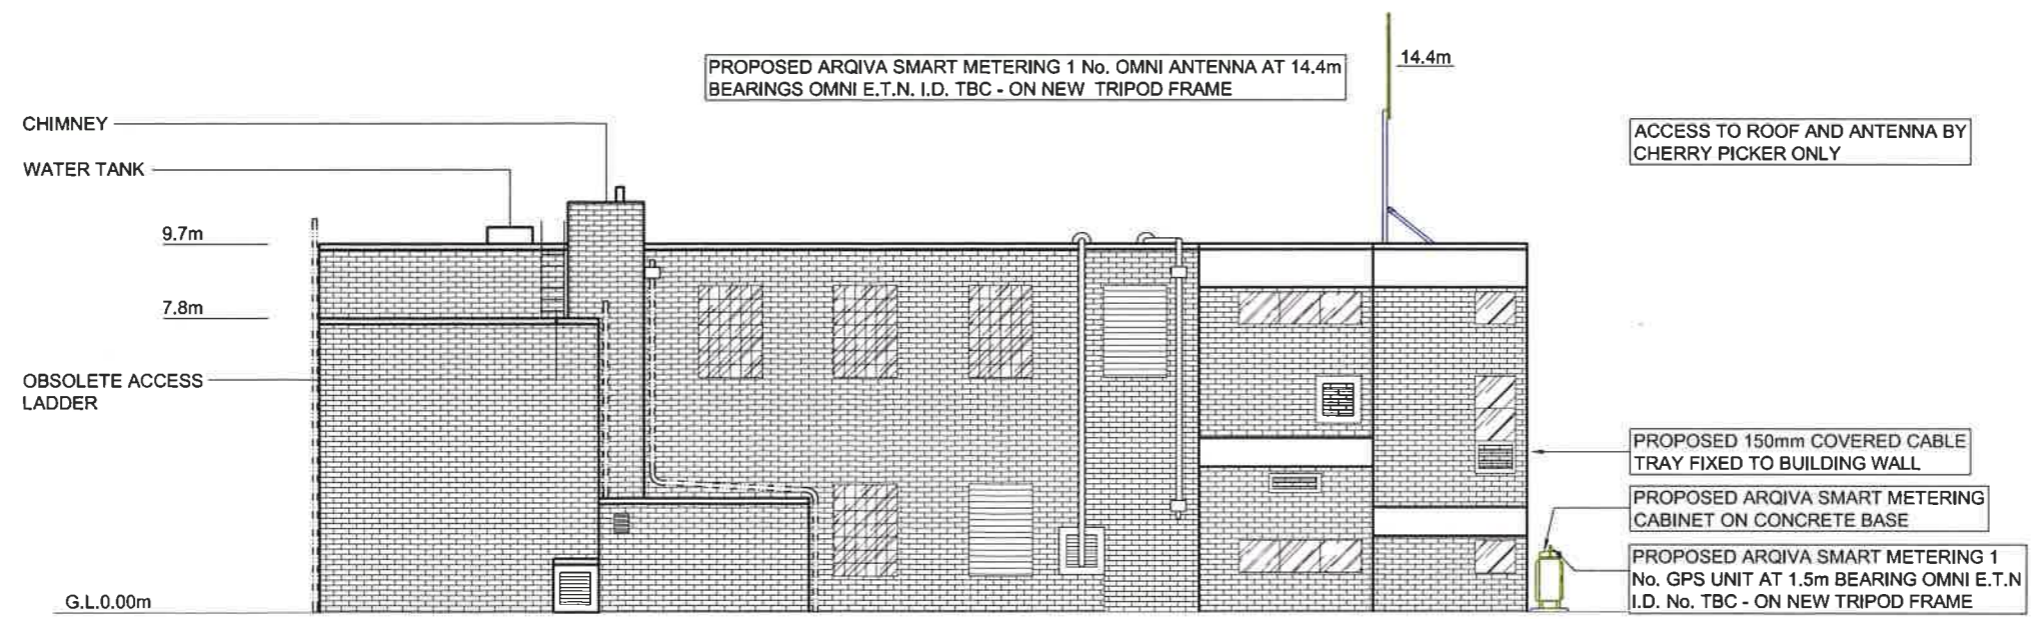 PROPOSED ARQIVA SMART METERING 1 No. OMNI ANTENNA AT 14.4m
BEARINGS OMNI E.T.N. I.D. TBC - ON NEW TRIPOD FRAME
14.4m
CHIMNEY
WATER TANK
ACCESS TO ROOF AND ANTENNA BY
CHERRY PICKER ONLY
9.7m
7.8m
OBSOLETE ACCESS
LADDER
PROPOSED 150mm COVERED CABLE
TRAY FIXED TO BUILDING WALL
PROPOSED ARQIVA SMART METERING
CABINET ON CONCRETE BASE
PROPOSED ARQIVA SMART METERING 1
No. GPS UNIT AT 1.5m BEARING OMNI E.T.N
I.D. No. TBC - ON NEW TRIPOD FRAME
G.L.0.00m